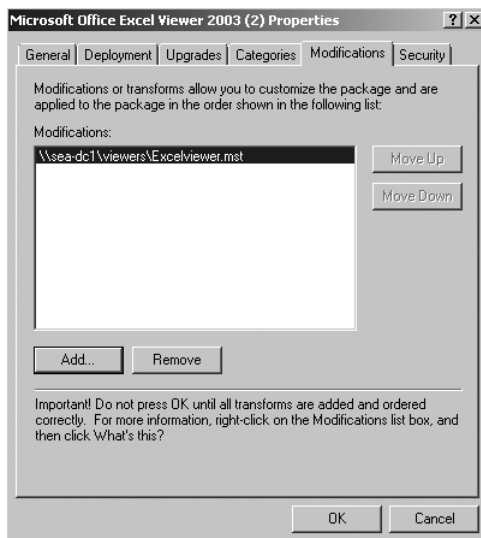 Microsoft Office Excel Viewer 2003 (2) Properties ? X
General Deployment Upgrades Categories Modifications Security
Modifications or transforms allow you to customize the package and are
applied to the package in the order shown in the following list:
Modifications:
\\sea-dc1\viewers\Excelviewer.mst
Move Up
Move Down
Add... Remove
Important! Do not press OK until all transforms are added and ordered
correctly. For more information, right-click on the Modifications list box, and
then click What's this?
OK Cancel